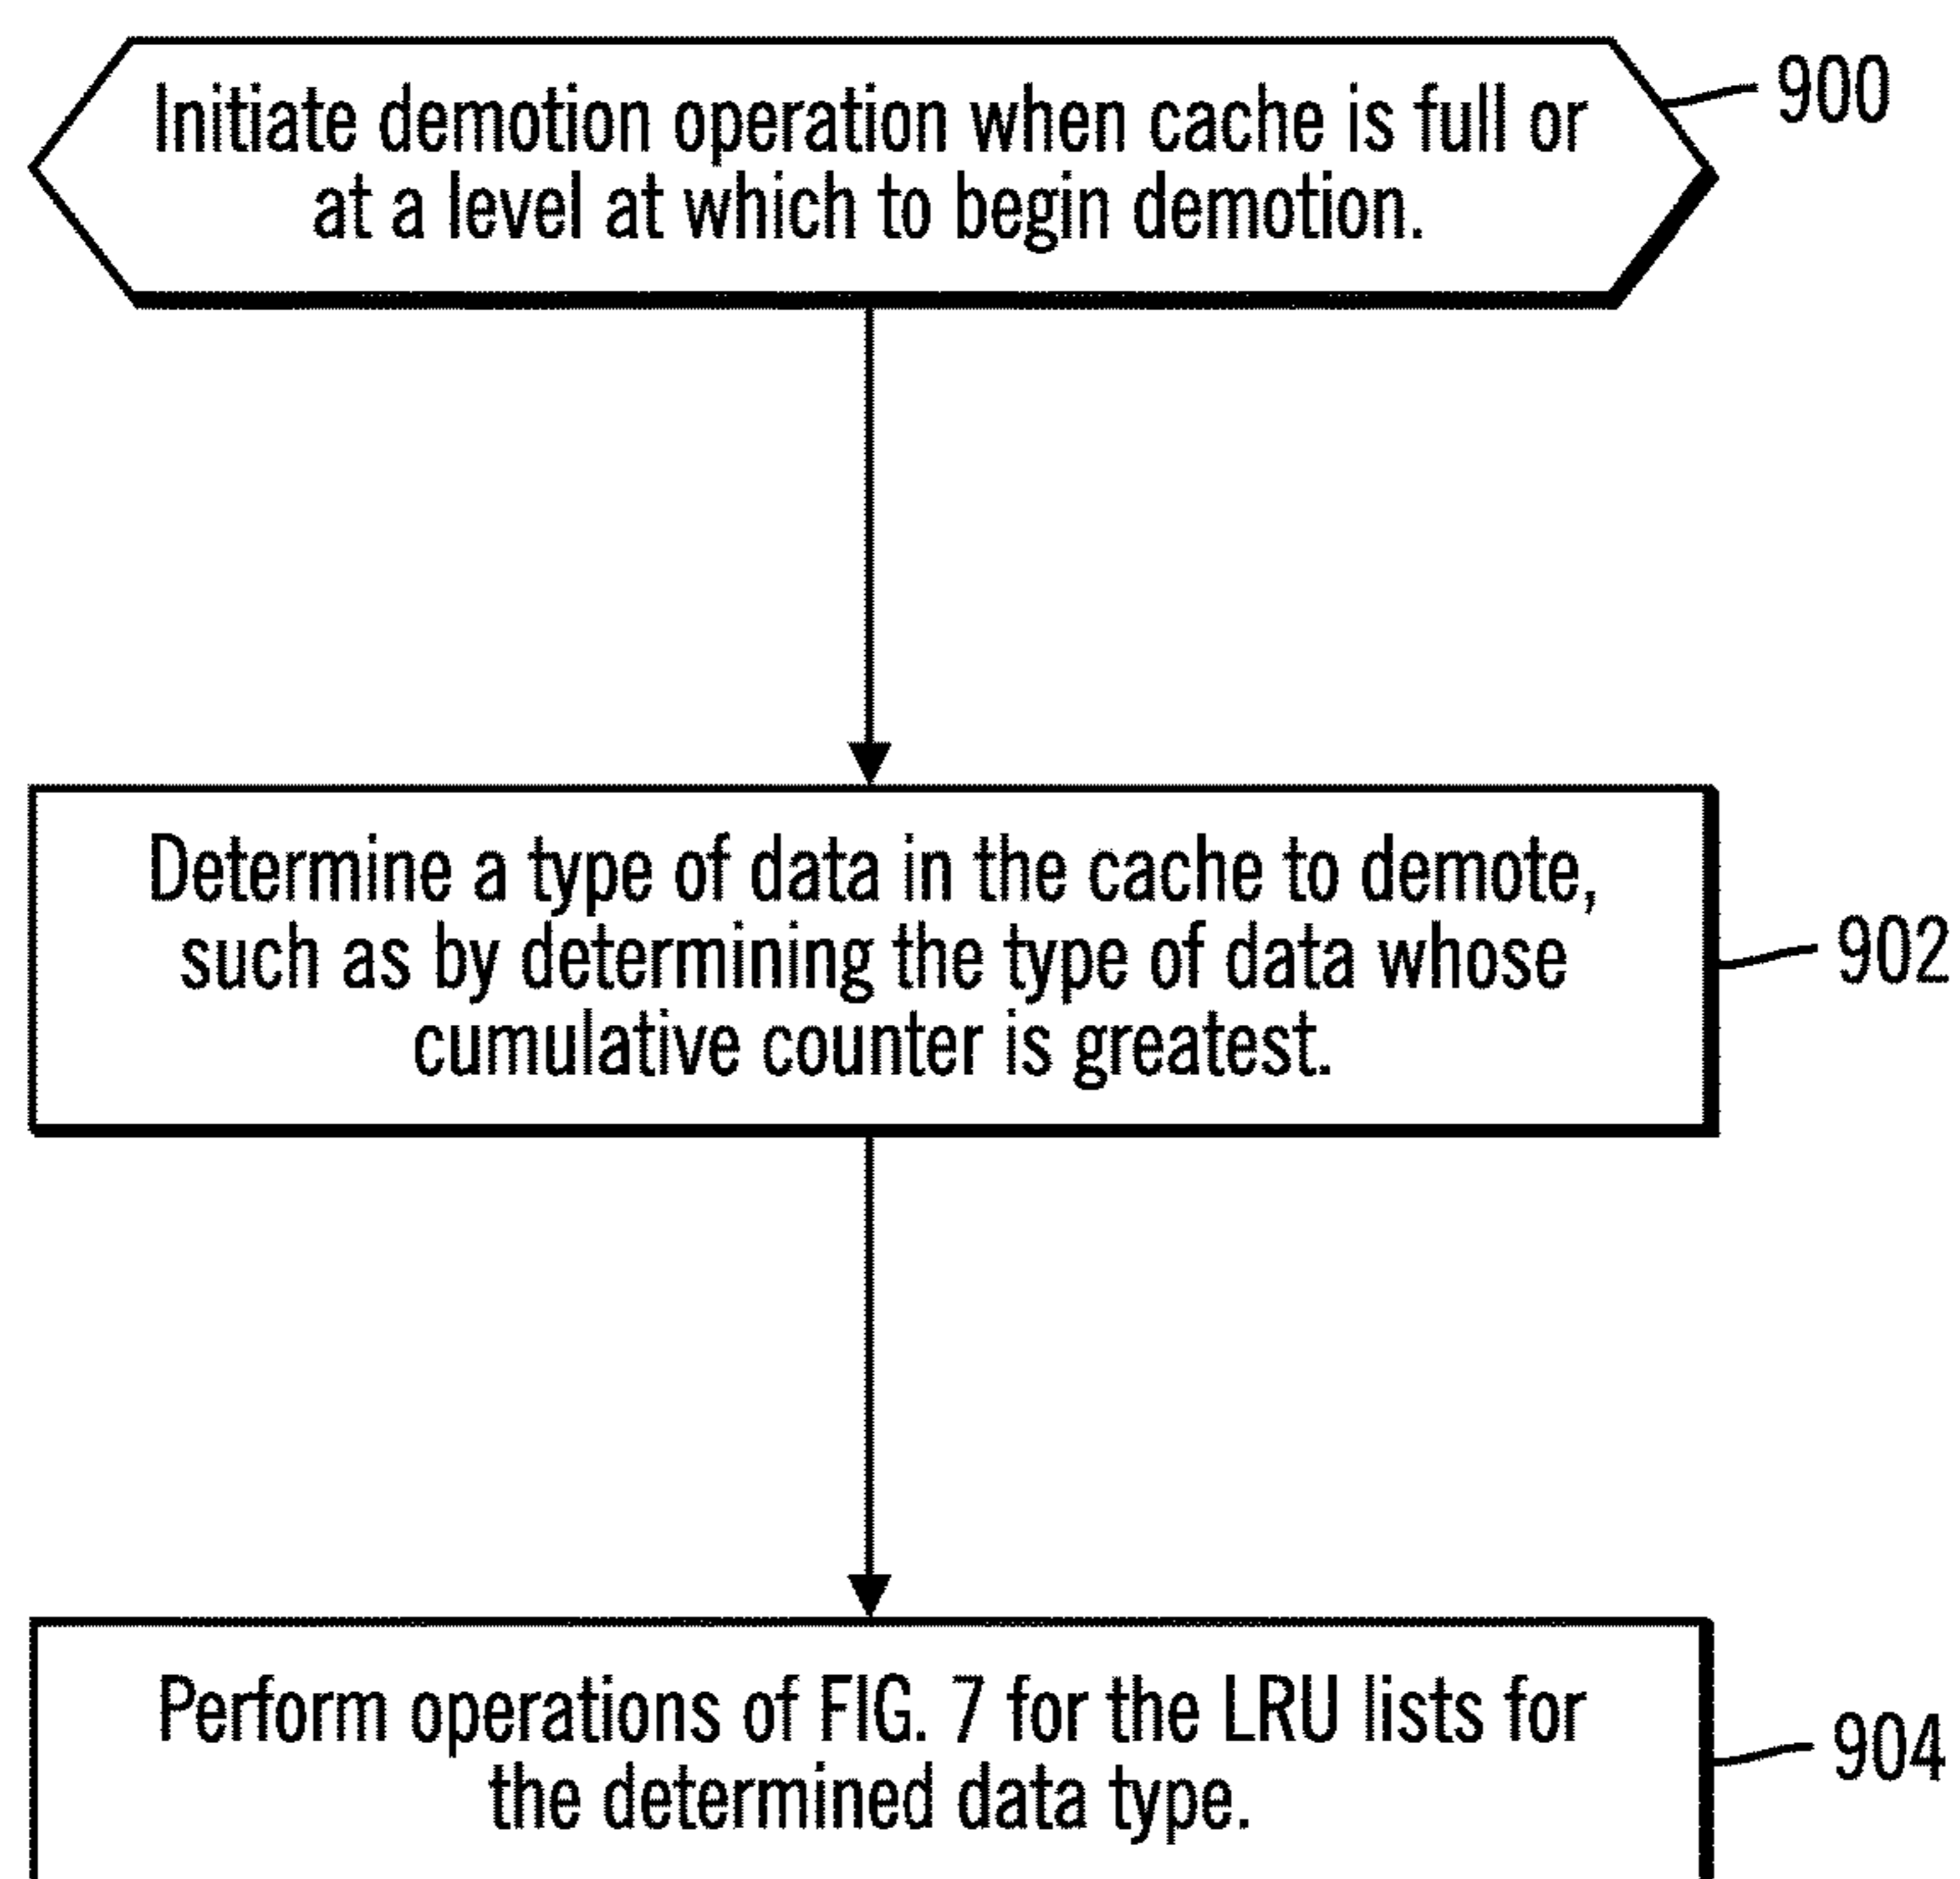 Initiate demotion operation when cache is full or
at a level at which to begin demotion.
900
Determine a type of data in the cache to demote,
such as by determining the type of data whose
cumulative counter is greatest.
902
Perform operations of FIG. 7 for the LRU lists for
the determined data type.
904